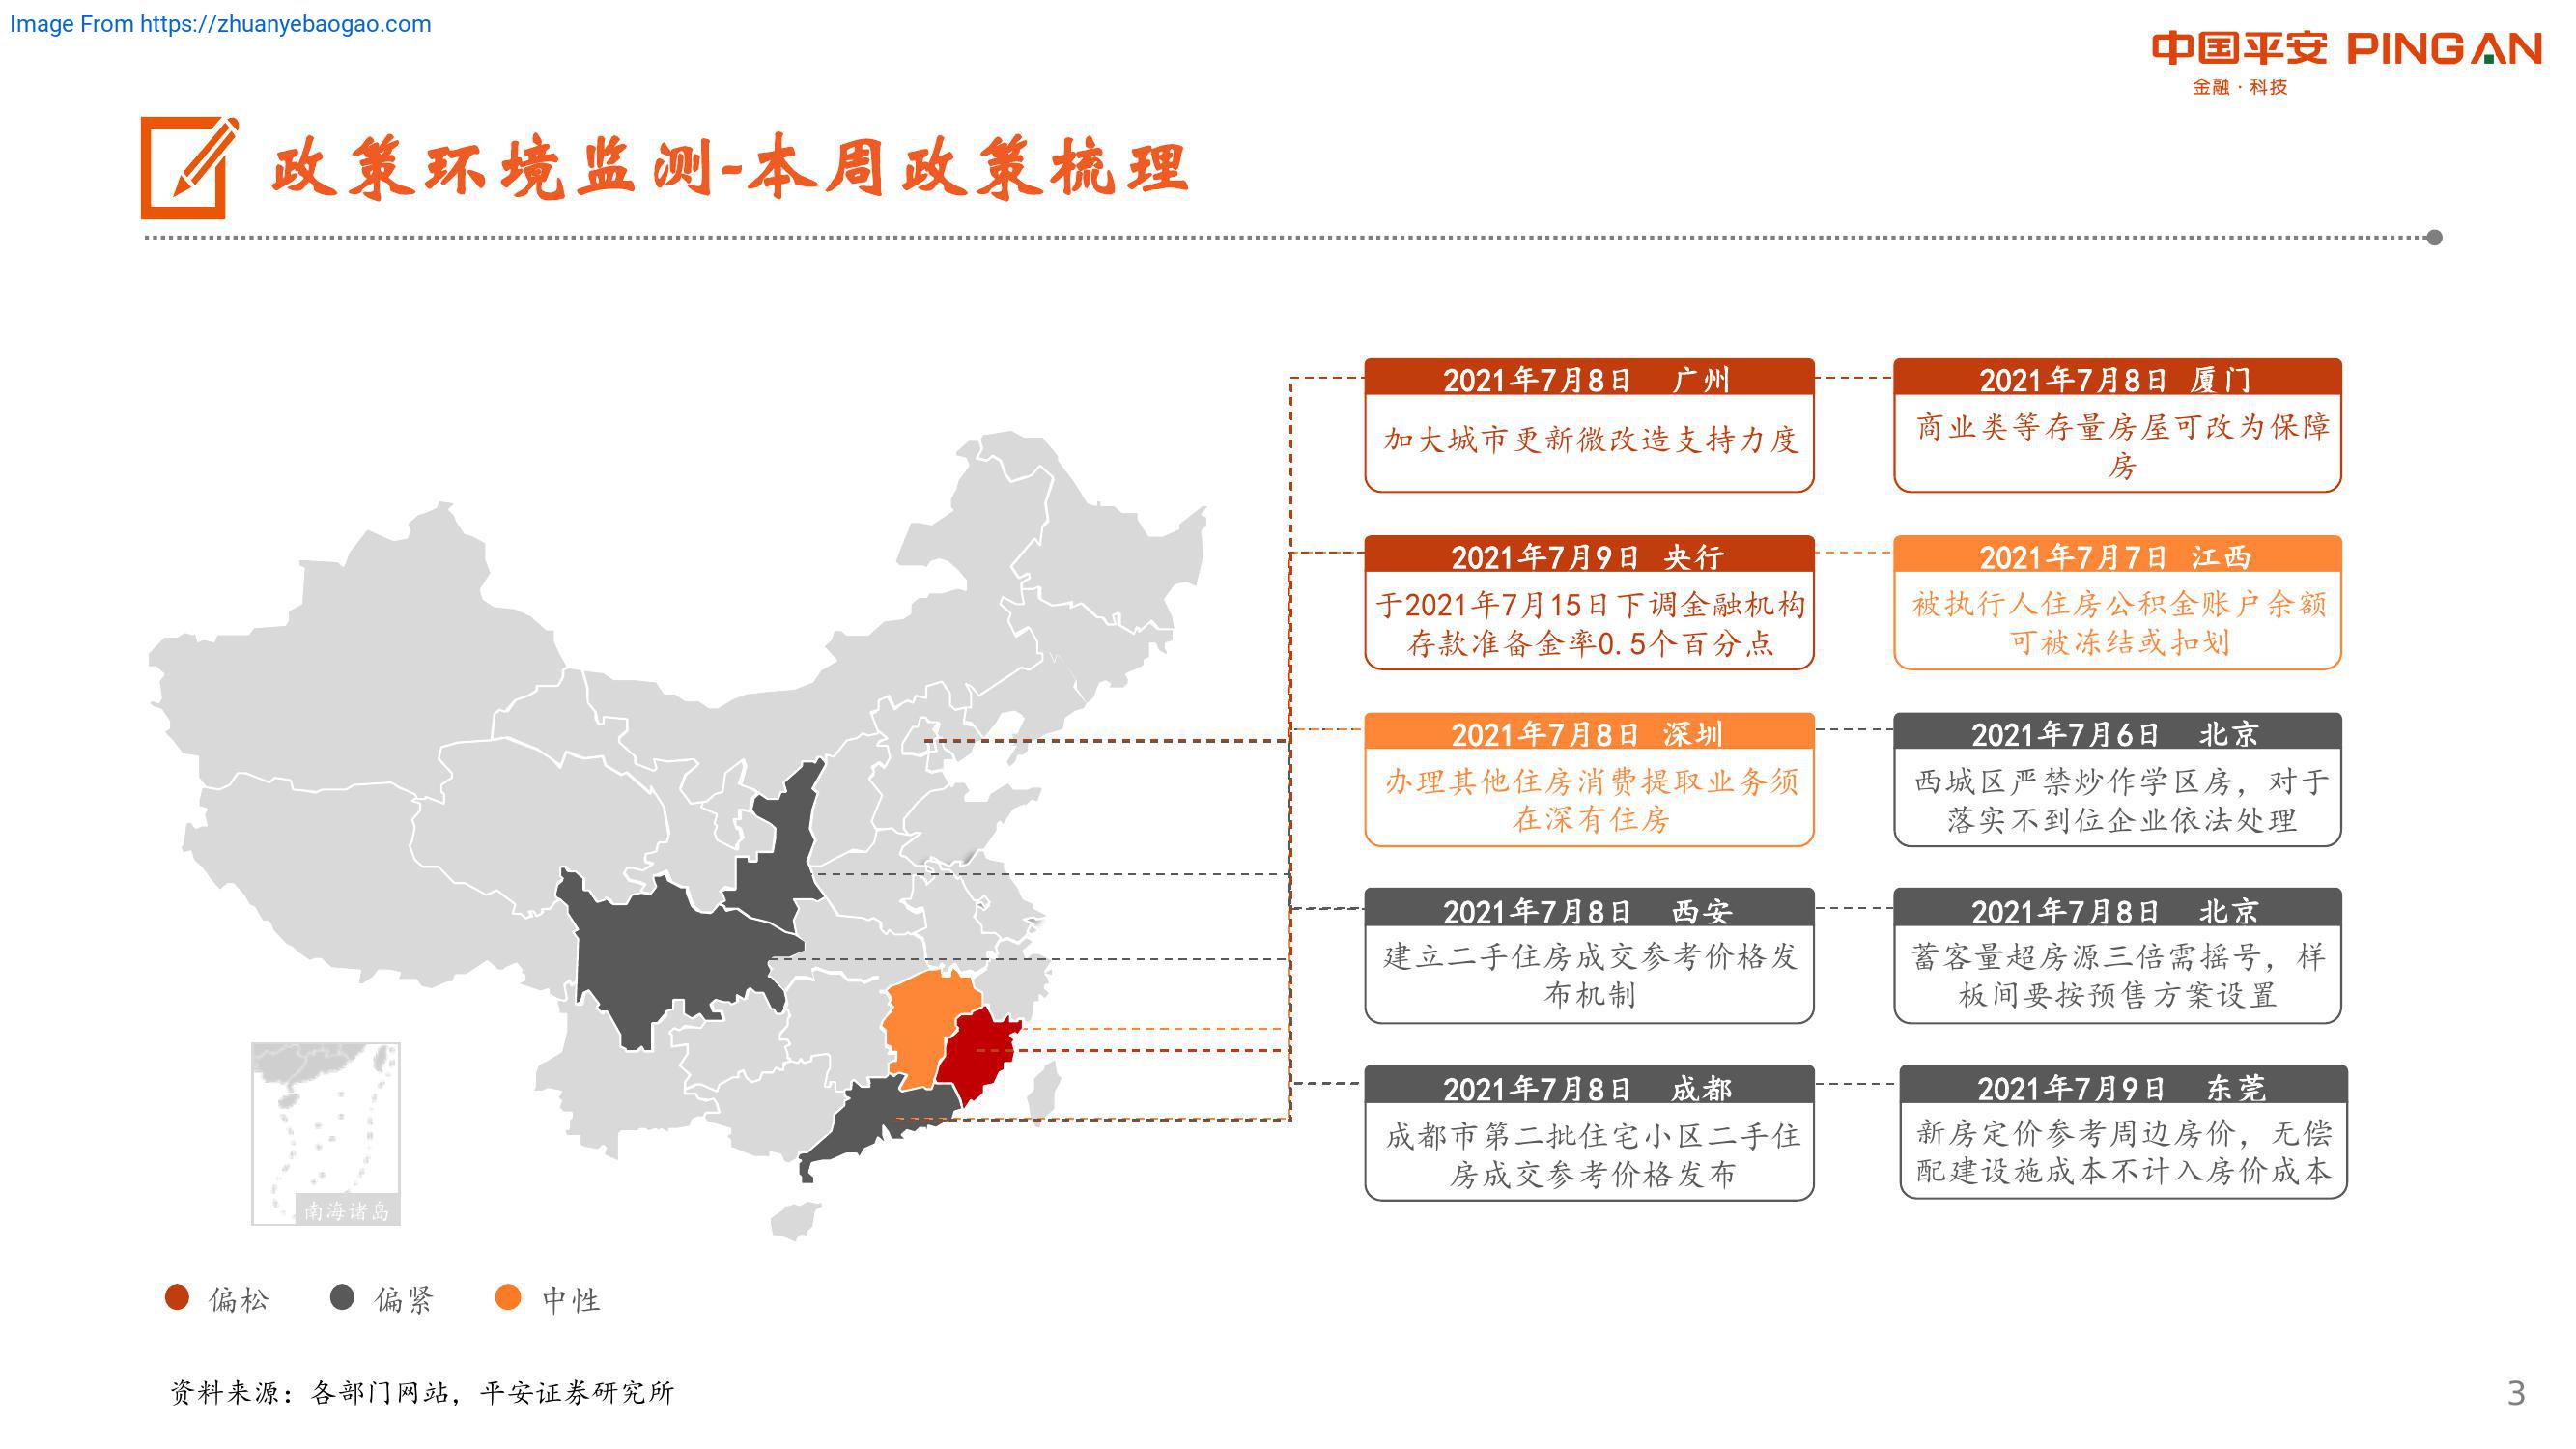 Image From https://zhuanyebaogao.com
中国平安 PINGAN
金融·科技
政策环境监测-本周政策梳理
2021年7月8日 广州
加大城市更新微改造支持力度
2021年7月8日 厦门
商业类等存量房屋可改为保障
房
2021年7月9日 央行
于2021年7月15日下调金融机构
存款准备金率0.5个百分点
2021年7月7日 江西
被执行人住房公积金账户余额
可被冻结或扣划
2021年7月8日 深圳
办理其他住房消费提取业务须
在深有住房
2021年7月6日 北京
西城区严禁炒作学区房，对于
落实不到位企业依法处理
2021年7月8日 西安
建立二手住房成交参考价格发
布机制
2021年7月8日 北京
蓄客量超房源三倍需摇号，样
板间要按预售方案设置
2021年7月8日 成都
成都市第二批住宅小区二手住
房成交参考价格发布
2021年7月9日 东莞
新房定价参考周边房价，无偿
配建设施成本不计入房价成本
南海诸岛
偏松
偏紧
中性
资料来源：各部门网站，平安证券研究所
3